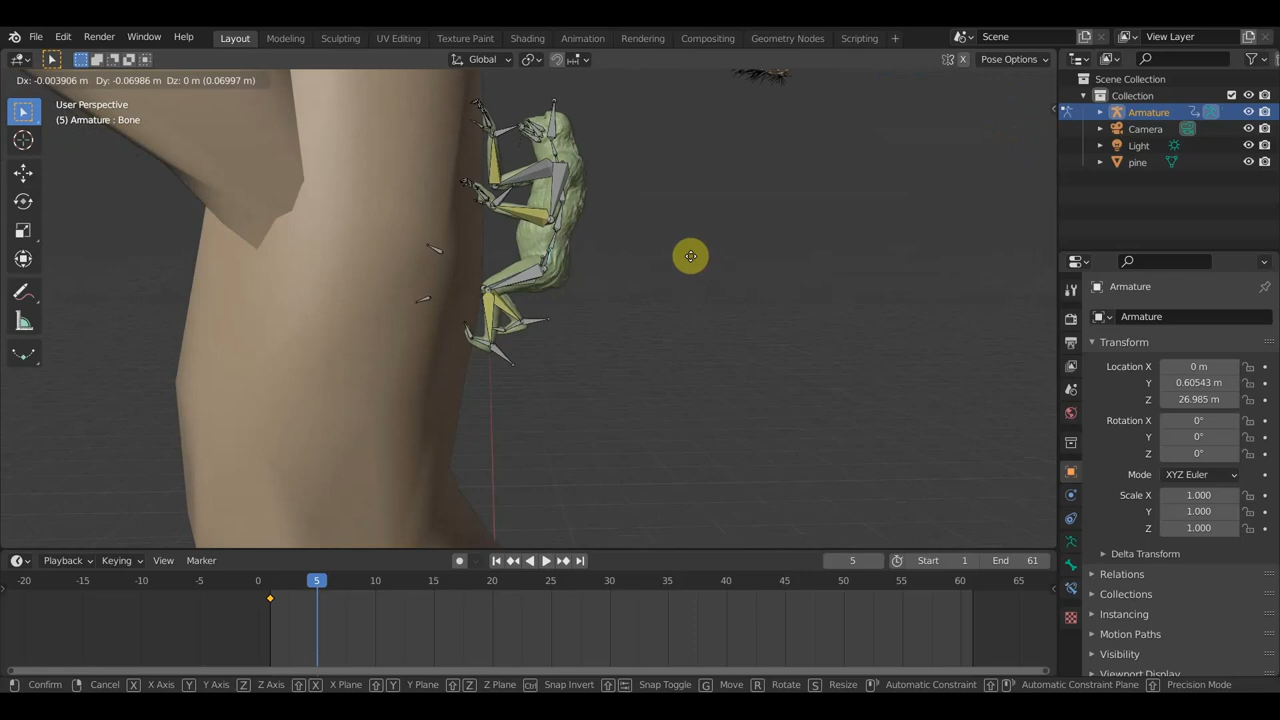 File Edit Render Window Help Layout Modeling Sculpting UV Editing Texture Paint Shading Animation Rendering Compositing Geometry Nodes Scripting Scene View Layer
Global X Pose Options
Dx: -0.003906 m Dy: -0.06986 m Dz: 0 m (0.06997 m)
User Perspective
(5) Armature : Bone
Scene Collection
Collection
Armature
Camera
Light
pine
Armature
Armature
Transform
Location X 0 m
Y 0.60543 m
Z 26.985 m
Rotation X 0°
Y 0°
Z 0°
Mode XYZ Euler
Scale X 1.000
Y 1.000
Z 1.000
Delta Transform
Relations
Collections
Instancing
Motion Paths
Visibility
Viewport Display
Playback Keying View Marker 5 Start 1 End 61
-20 -15 -10 -5 0 5 10 15 20 25 30 35 40 45 50 55 60 65
Confirm Cancel X X Axis Y Y Axis Z Z Axis X X Plane Y Y Plane Z Z Plane Ctrl Snap Invert Snap Toggle G Move R Rotate S Resize Automatic Constraint Automatic Constraint Plane Precision Mode